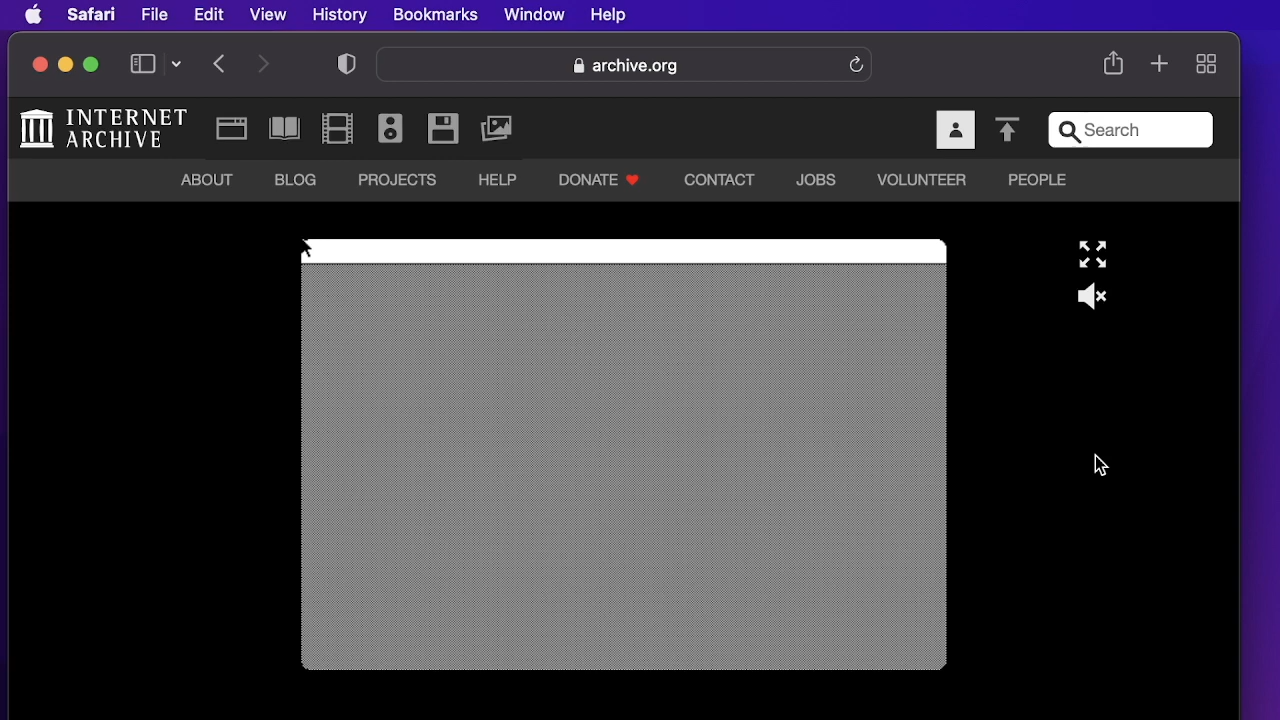 Safari File Edit View History Bookmarks Window Help
archive.org
INTERNET
ARCHIVE
Search
ABOUT BLOG PROJECTS HELP DONATE CONTACT JOBS VOLUNTEER PEOPLE